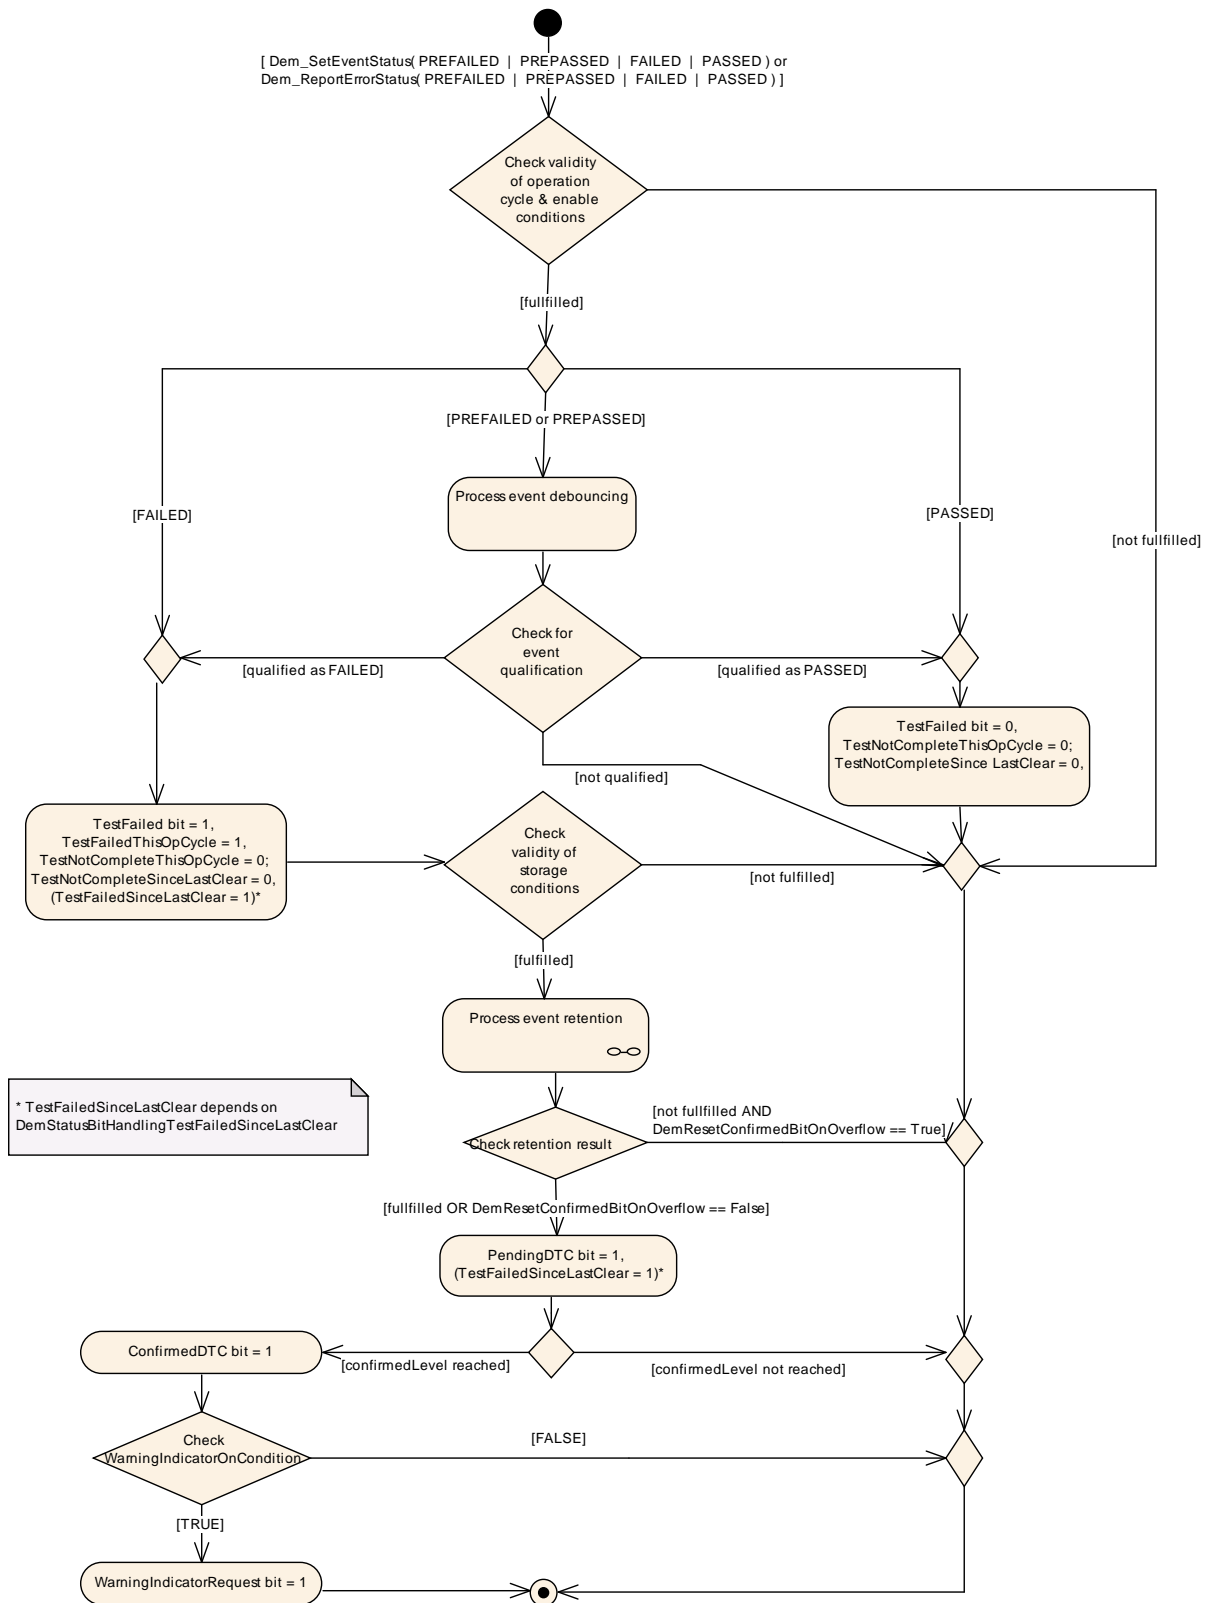 [ Dem_SetEventStatus( PREFAILED | PREPASSED | FAILED | PASSED ) or
Dem_ReportErrorStatus( PREFAILED | PREPASSED | FAILED | PASSED ) ]
Check validity
of operation
cycle & enable
conditions
[fullfilled]
[PREFAILED or PREPASSED]
Process event debouncing
[FAILED]
[PASSED]
[not fullfilled]
Check for
event
qualification
[qualified as FAILED]
[qualified as PASSED]
TestFailed bit = 0,
TestNotCompleteThisOpCycle = 0;
TestNotCompleteSince LastClear = 0,
[not qualified]
TestFailed bit = 1,
TestFailedThisOpCycle = 1,
TestNotCompleteThisOpCycle = 0;
TestNotCompleteSinceLastClear = 0,
(TestFailedSinceLastClear = 1)*
Check
validity of
storage
conditions
[not fulfilled]
[fulfilled]
Process event retention
* TestFailedSinceLastClear depends on
DemStatusBitHandlingTestFailedSinceLastClear
[not fullfilled AND
DemResetConfirmedBitOnOverflow == True]
Check retention result
[fullfilled OR DemResetConfirmedBitOnOverflow == False]
PendingDTC bit = 1,
(TestFailedSinceLastClear = 1)*
ConfirmedDTC bit = 1
[confirmedLevel reached]
[confirmedLevel not reached]
Check
WarningIndicatorOnCondition
[FALSE]
[TRUE]
WarningIndicatorRequest bit = 1